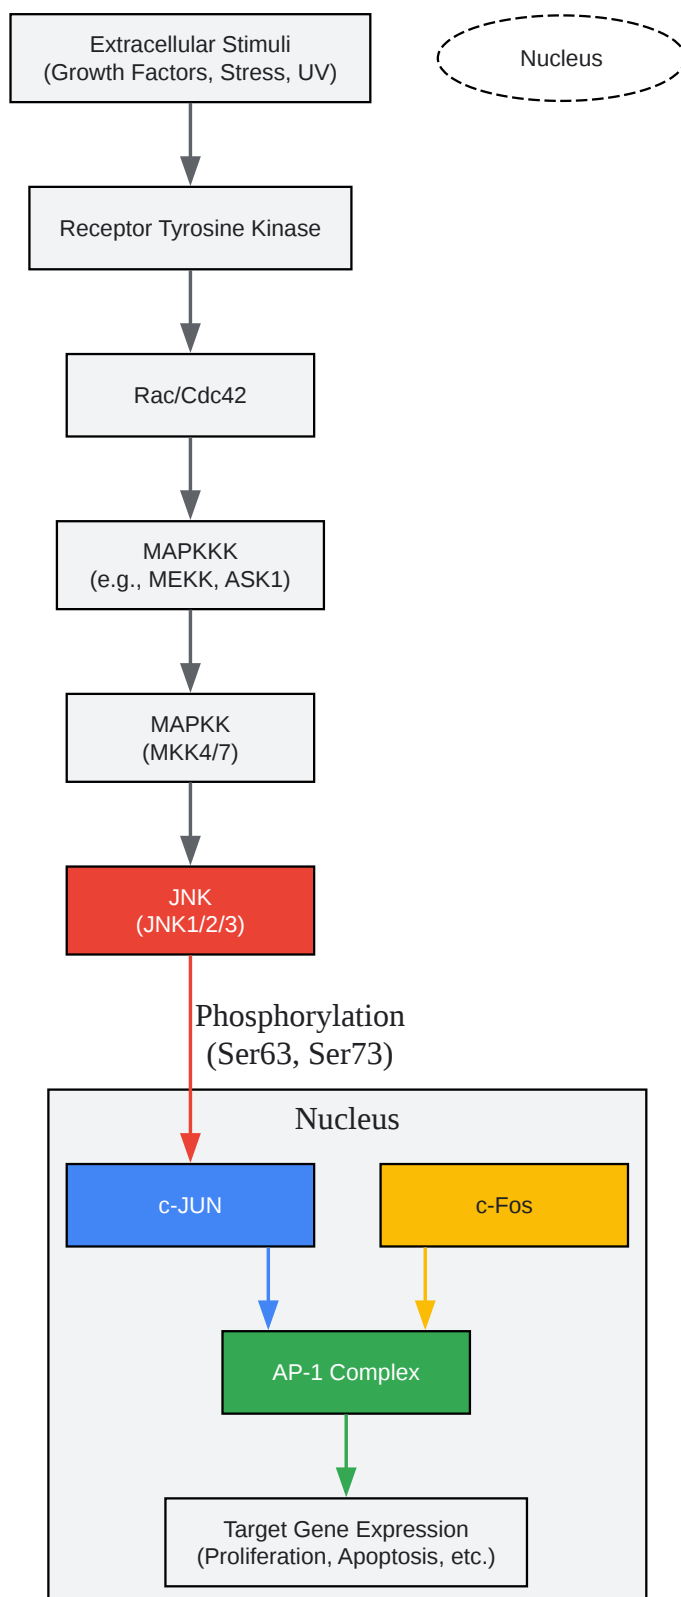 Extracellular Stimuli
(Growth Factors, Stress, UV)
Nucleus
Receptor Tyrosine Kinase
Rac/Cdc42
MAPKKK
(e.g., MEKK, ASK1)
MAPKK
(MKK4/7)
JNK
(JNK1/2/3)
Phosphorylation
(Ser63, Ser73)
Nucleus
c-JUN
c-Fos
AP-1 Complex
Target Gene Expression
(Proliferation, Apoptosis, etc.)